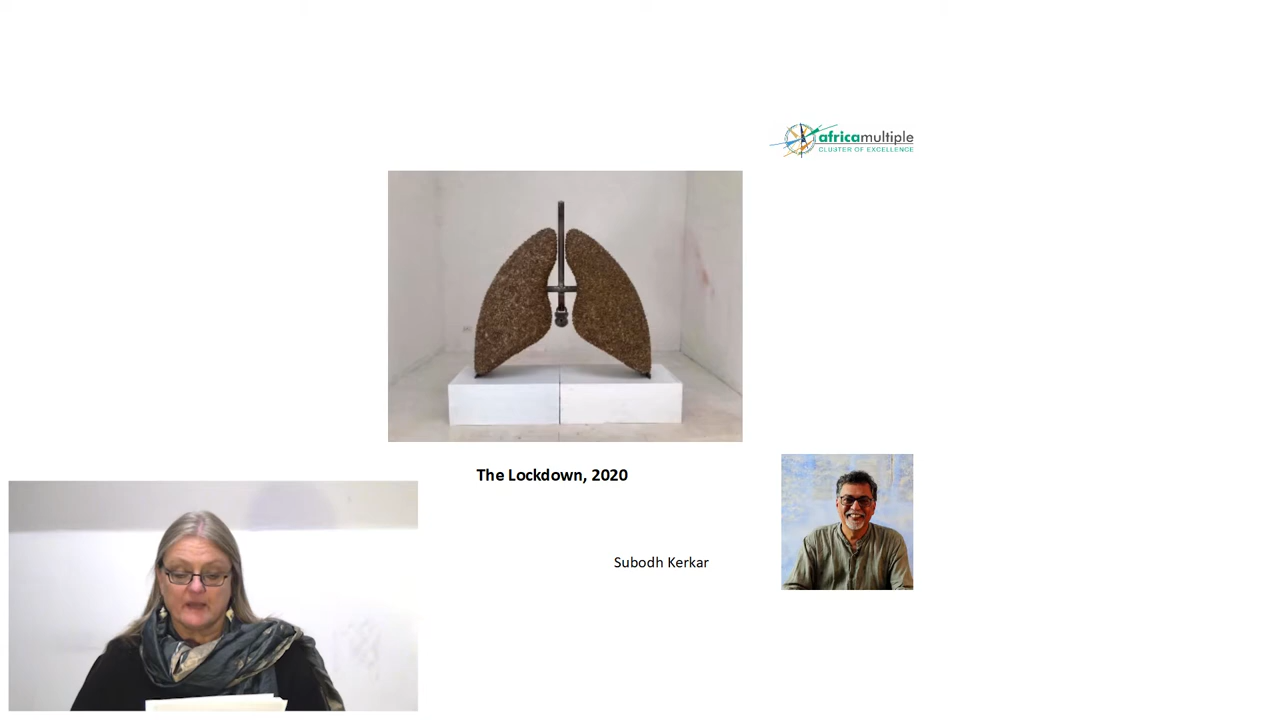 africamultiple
CLUSTER OF EXCELLENCE
The Lockdown, 2020
Subodh Kerkar